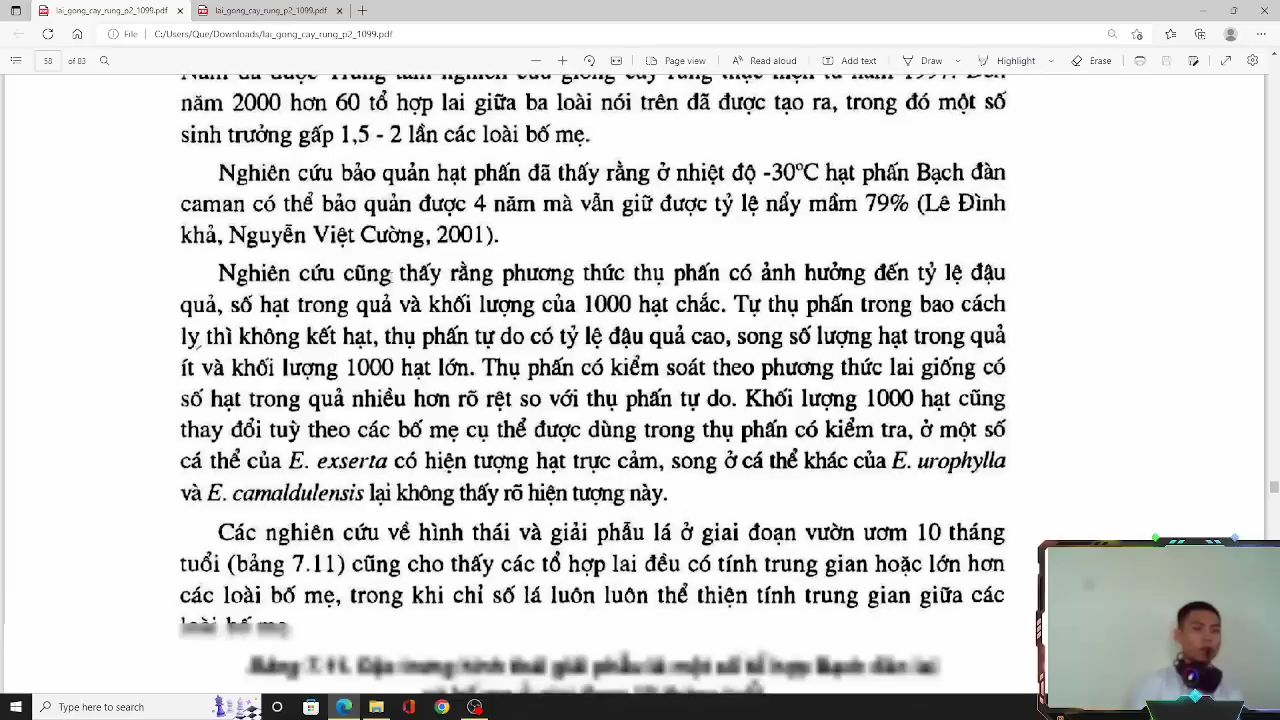 lai_gong_cay_rung_p2_1099.pdf
lai_gong_cay_rung_p2_1099.pdf
File C:/Users/Que/Downloads/lai_gong_cay_rung_p2_1099.pdf
58 of 83 Page view Read aloud Add text Draw Highlight Erase
năm 2000 hơn 60 tổ hợp lai giữa ba loài nói trên đã được tạo ra, trong đó một số
sinh trưởng gấp 1,5 - 2 lần các loài bố mẹ.
Nghiên cứu bảo quản hạt phấn đã thấy rằng ở nhiệt độ -30ºC hạt phấn Bạch đàn
caman có thể bảo quản được 4 năm mà vẫn giữ được tỷ lệ nẩy mầm 79% (Lê Đình
khả, Nguyễn Việt Cường, 2001).
Nghiên cứu cũng thấy rằng phương thức thụ phấn có ảnh hưởng đến tỷ lệ đậu
quả, số hạt trong quả và khối lượng của 1000 hạt chắc. Tự thụ phấn trong bao cách
ly thì không kết hạt, thụ phấn tự do có tỷ lệ đậu quả cao, song số lượng hạt trong quả
ít và khối lượng 1000 hạt lớn. Thụ phấn có kiểm soát theo phương thức lai giống có
số hạt trong quả nhiều hơn rõ rệt so với thụ phấn tự do. Khối lượng 1000 hạt cũng
thay đổi tuỳ theo các bố mẹ cụ thể được dùng trong thụ phấn có kiểm tra, ở một số
cá thể của E. exserta có hiện tượng hạt trực cảm, song ở cá thể khác của E. urophylla
và E. camaldulensis lại không thấy rõ hiện tượng này.
Các nghiên cứu về hình thái và giải phẫu lá ở giai đoạn vườn ươm 10 tháng
tuổi (bảng 7.11) cũng cho thấy các tổ hợp lai đều có tính trung gian hoặc lớn hơn
các loài bố mẹ, trong khi chỉ số lá luôn luôn thể thiện tính trung gian giữa các
Type here to search